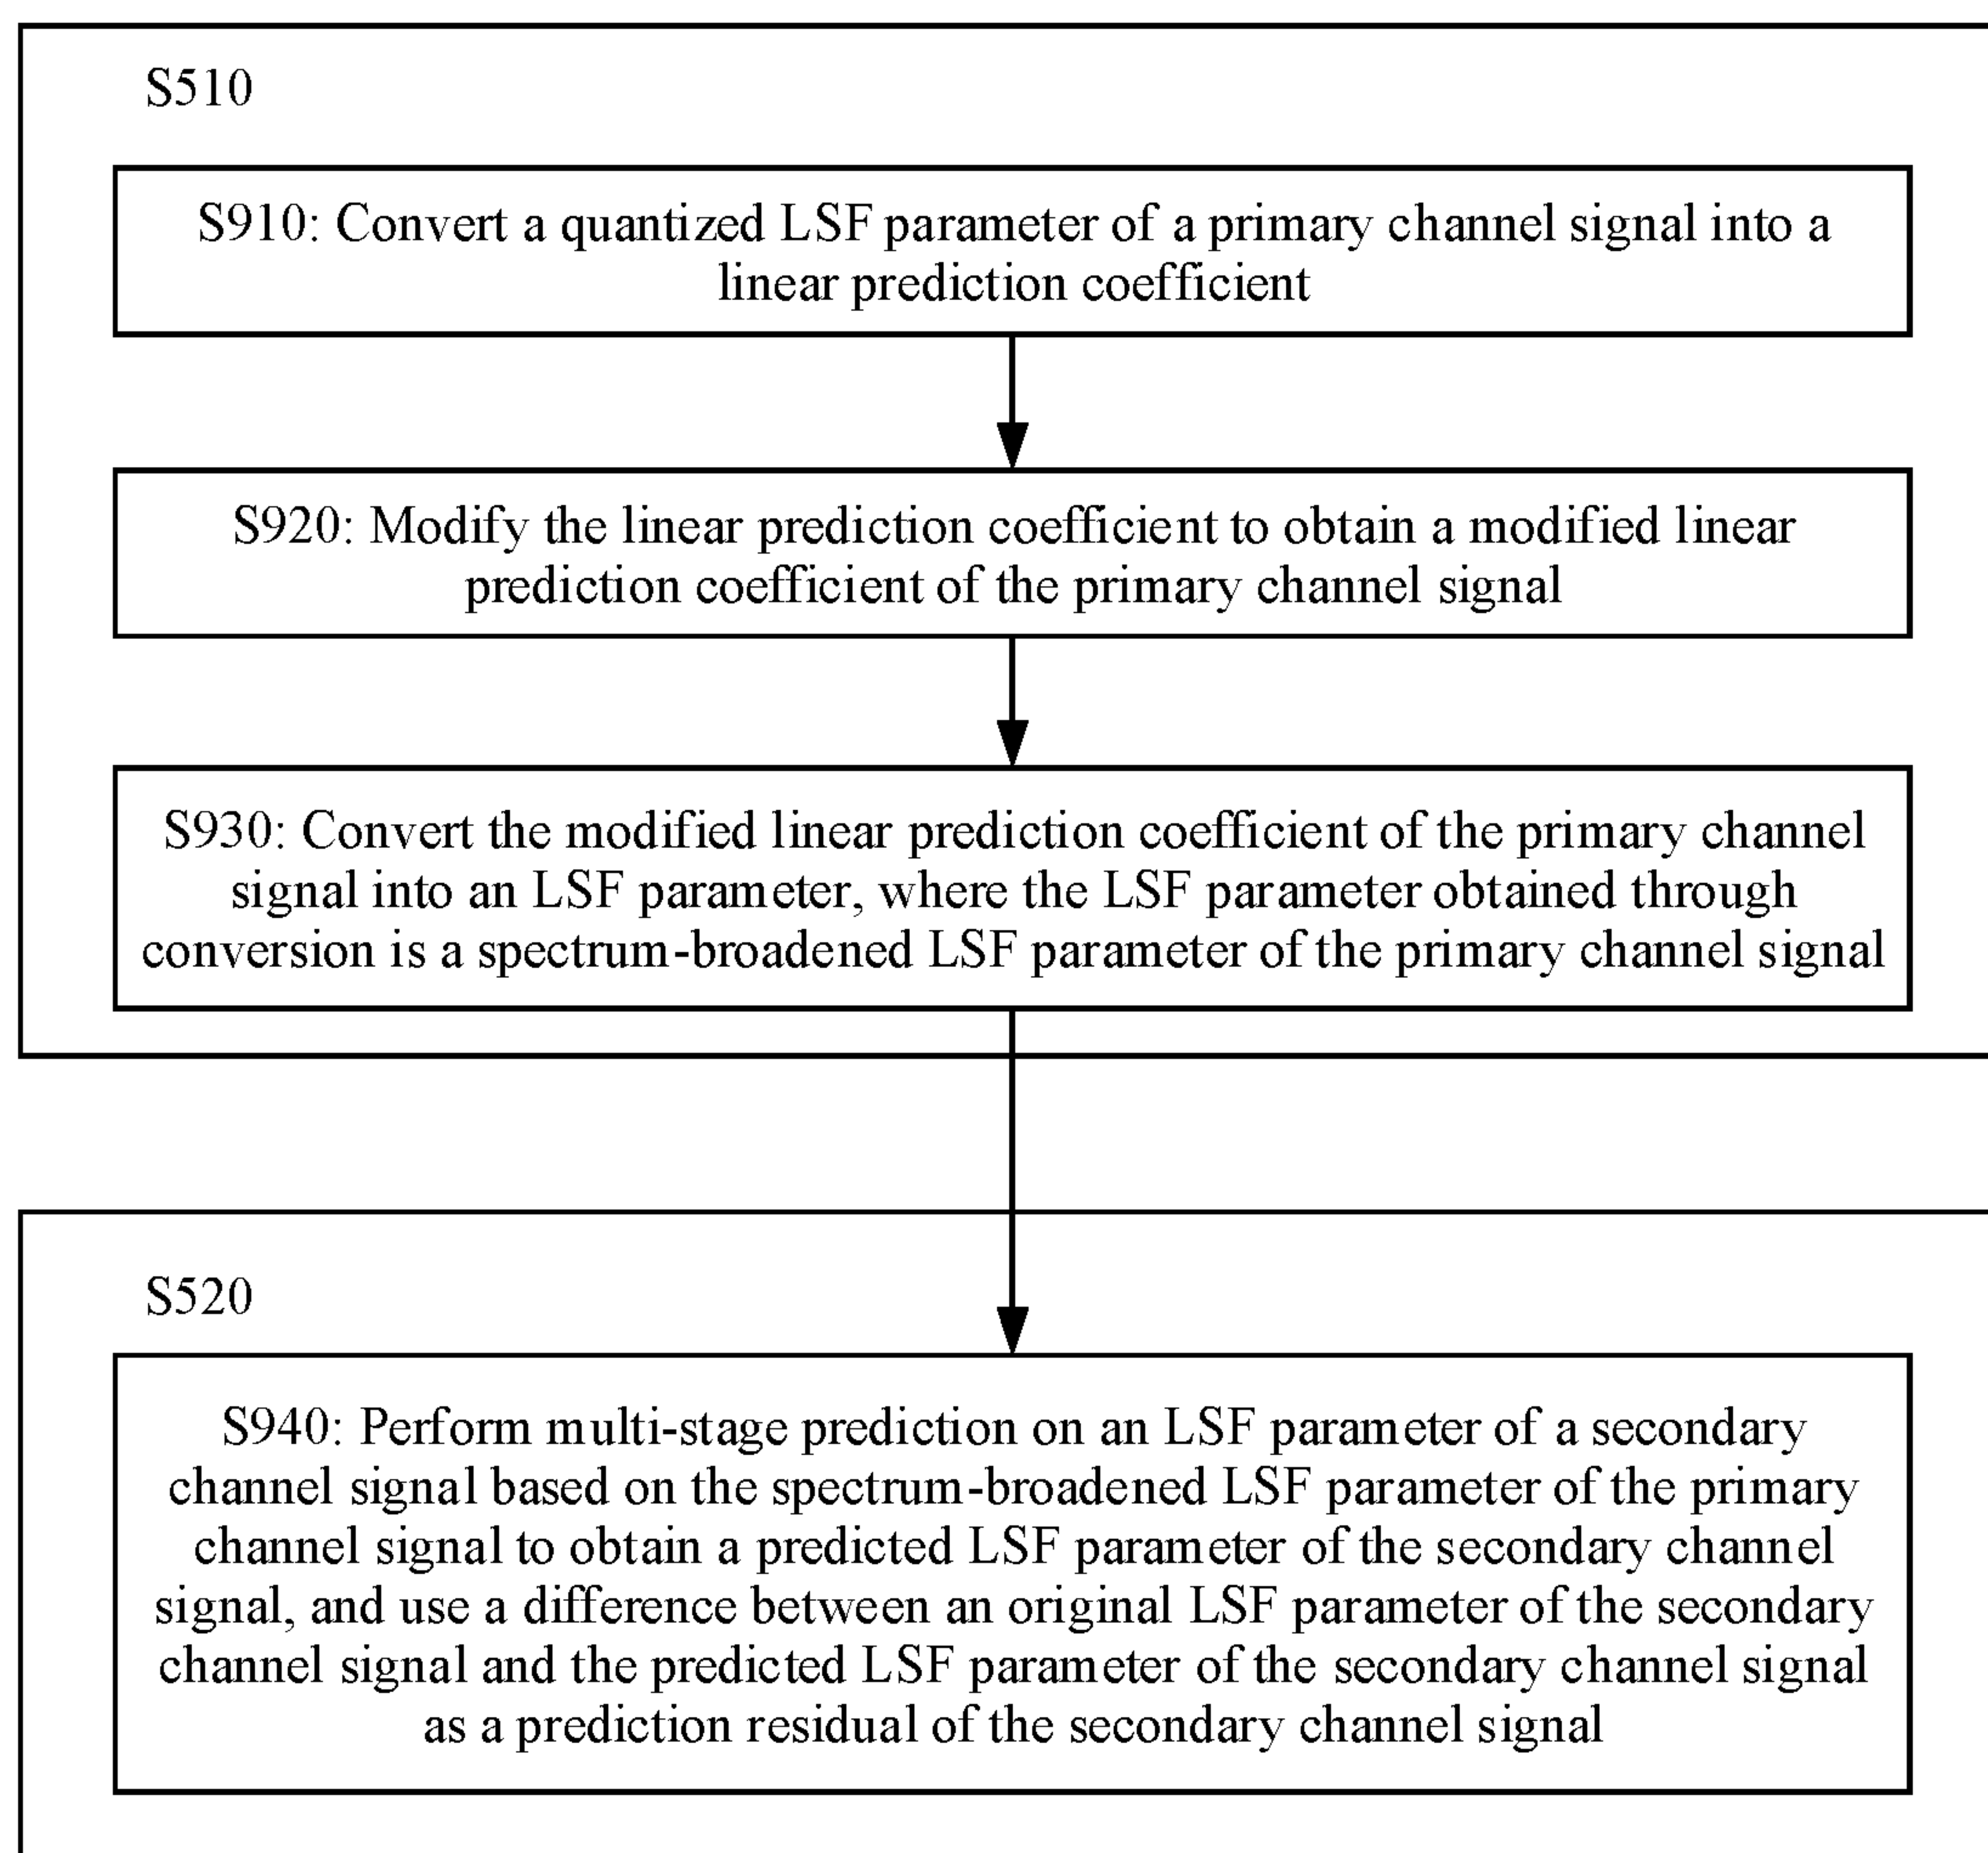 S510
S910: Convert a quantized LSF parameter of a primary channel signal into a
linear prediction coefficient
S920: Modify the linear prediction coefficient to obtain a modified linear
prediction coefficient of the primary channel signal
S930: Convert the modified linear prediction coefficient of the primary channel
signal into an LSF parameter, where the LSF parameter obtained through
conversion is a spectrum-broadened LSF parameter of the primary channel signal
S520
S940: Perform multi-stage prediction on an LSF parameter of a secondary
channel signal based on the spectrum-broadened LSF parameter of the primary
channel signal to obtain a predicted LSF parameter of the secondary channel
signal, and use a difference between an original LSF parameter of the secondary
channel signal and the predicted LSF parameter of the secondary channel signal
as a prediction residual of the secondary channel signal